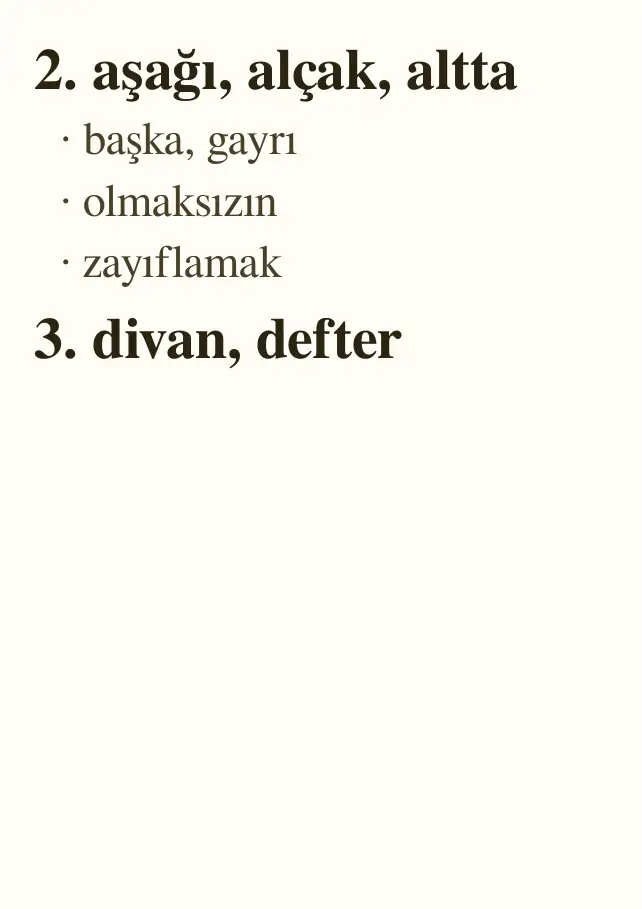 2. aşağı, alçak, altta
· başka, gayrı
· olmaksızın
· zayıflamak
3. divan, defter